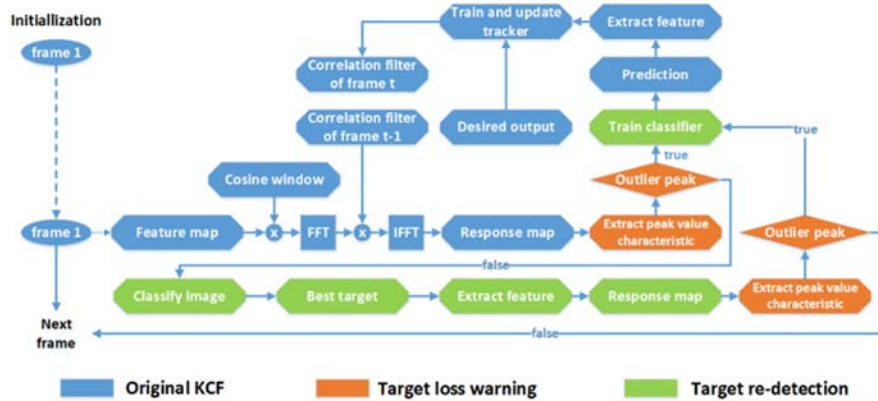 Initiallization
frame 1
Train and update
tracker
Extract feature
Correlation filter
of frame t
Prediction
Correlation filter
of frame t-1
Desired output
Train classifier
true
true
Cosine window
Outlier peak
frame 1
Feature map
x
FFT
x
IFFT
Response map
Extract peak value
characteristic
Outlier peak
false
Classify image
Best target
Extract feature
Response map
Extract peak value
characteristic
Next
frame
false
Original KCF
Target loss warning
Target re-detection